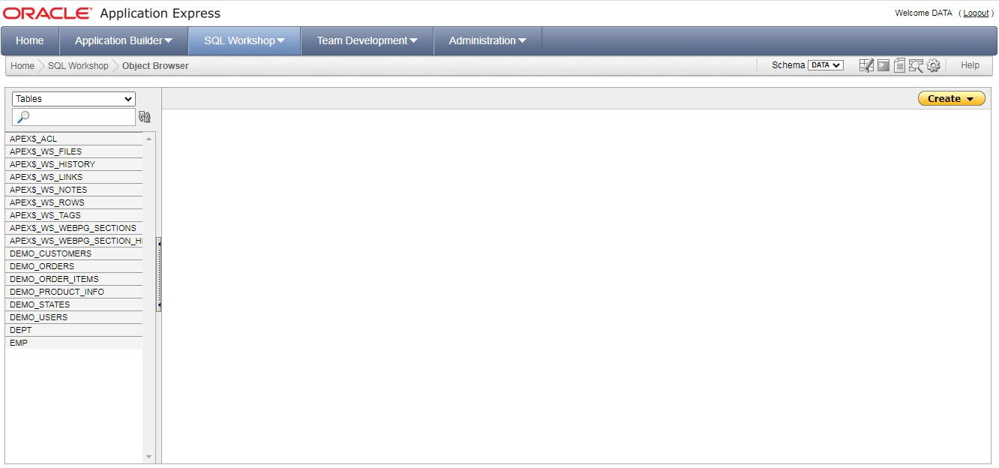 ORACLE® Application Express
Welcome DATA ( Logout )
Home Application Builder SQL Workshop Team Development Administration
Home SQL Workshop Object Browser Schema DATA Help
Tables
Create
APEX$_ACL
APEX$_WS_FILES
APEX$_WS_HISTORY
APEX$_WS_LINKS
APEX$_WS_NOTES
APEX$_WS_ROWS
APEX$_WS_TAGS
APEX$_WS_WEBPG_SECTIONS
APEX$_WS_WEBPG_SECTION_HI
DEMO_CUSTOMERS
DEMO_ORDERS
DEMO_ORDER_ITEMS
DEMO_PRODUCT_INFO
DEMO_STATES
DEMO_USERS
DEPT
EMP